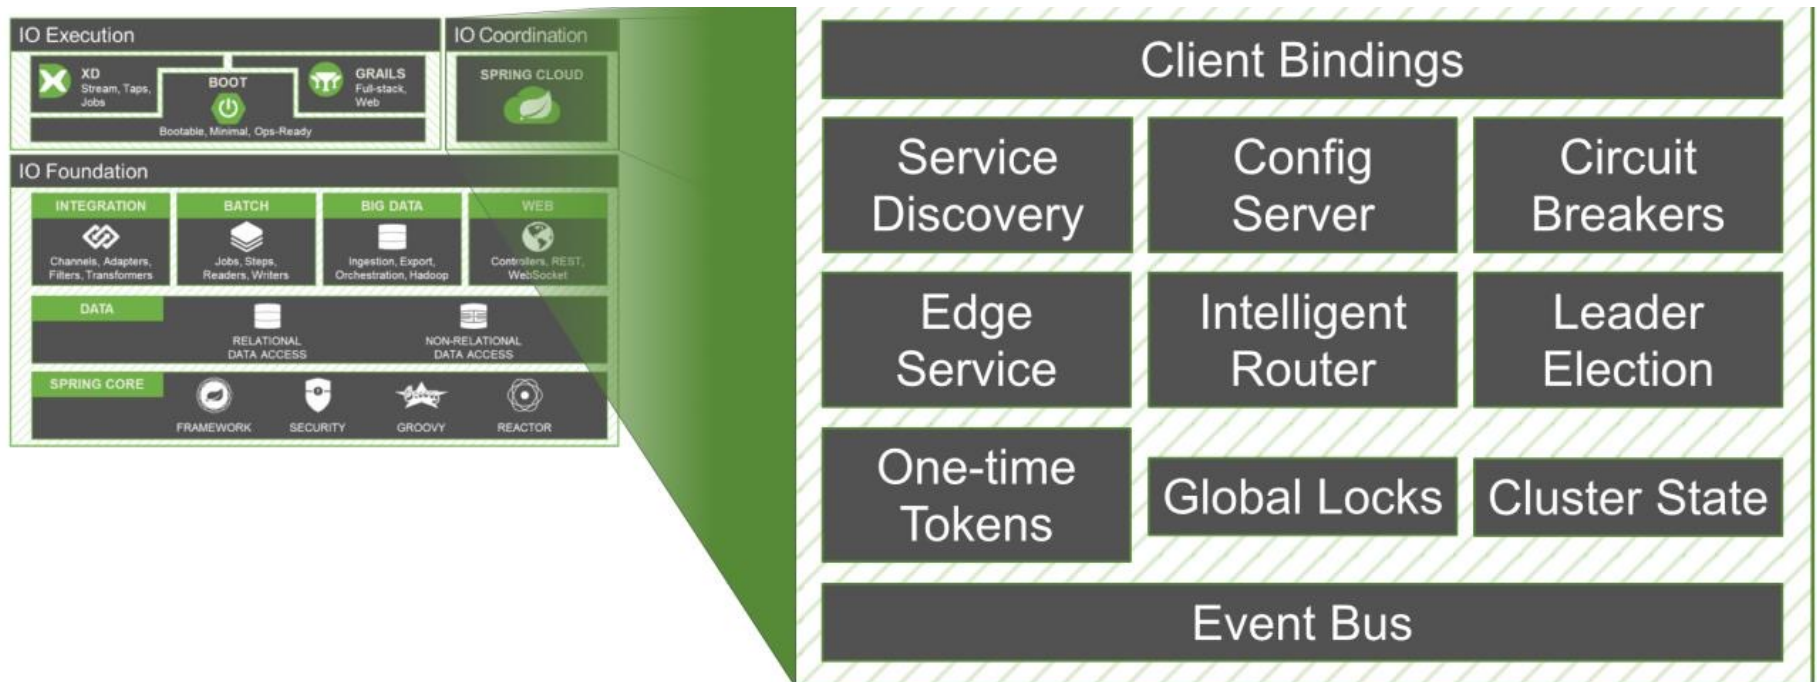 IO Execution
XD
Stream, Taps,
Jobs
BOOT
GRAILS
Full-stack,
Web
Bootable, Minimal, Ops-Ready
IO Coordination
SPRING CLOUD
IO Foundation
INTEGRATION
Channels, Adapters,
Filters, Transformers
BATCH
Jobs, Steps,
Readers, Writers
BIG DATA
Ingestion, Export,
Orchestration, Hadoop
WEB
Controllers, REST,
WebSocket
DATA
RELATIONAL
DATA ACCESS
NON-RELATIONAL
DATA ACCESS
SPRING CORE
FRAMEWORK
SECURITY
GROOVY
REACTOR
Client Bindings
Service
Discovery
Config
Server
Circuit
Breakers
Edge
Service
Intelligent
Router
Leader
Election
One-time
Tokens
Global Locks
Cluster State
Event Bus